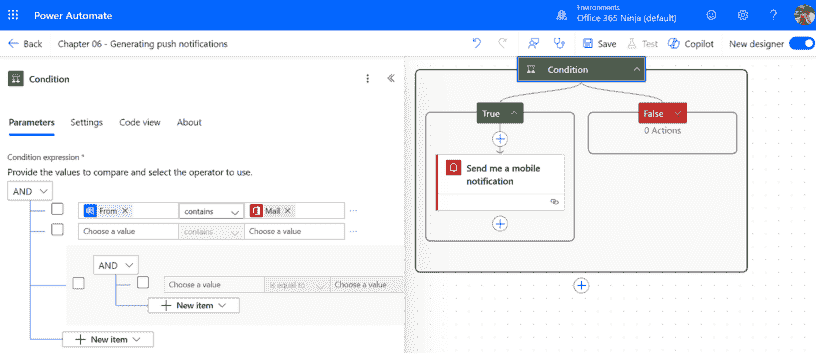 Power Automate
Environments
Office 365 Ninja (default)
?
Back
Chapter 06 - Generating push notifications
Save
Test
Copilot
New designer
Condition
Parameters
Settings
Code view
About
Condition expression *
Provide the values to compare and select the operator to use.
AND
From
contains
Mail
...
Choose a value
contains
Choose a value
...
AND
Choose a value
is equal to
Choose a value
New item
New item
Condition
True
False
0 Actions
Send me a mobile
notification